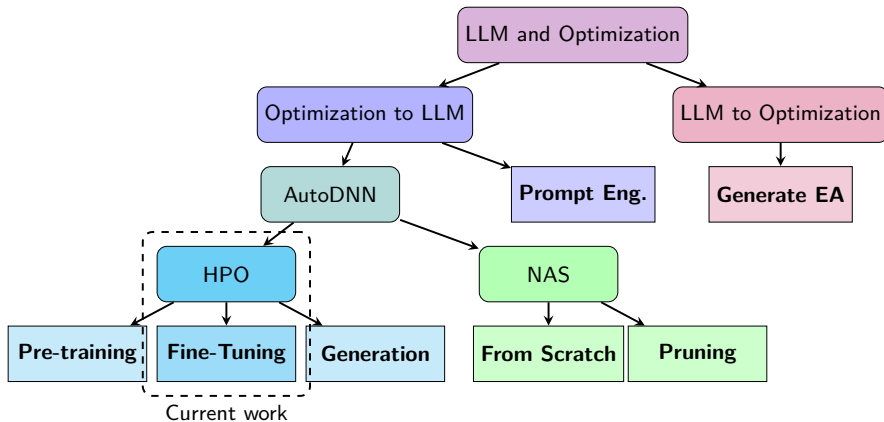 LLM and Optimization
Optimization to LLM
LLM to Optimization
AutoDNN
Prompt Eng.
Generate EA
HPO
NAS
Pre-training
Fine-Tuning
Generation
From Scratch
Pruning
Current work